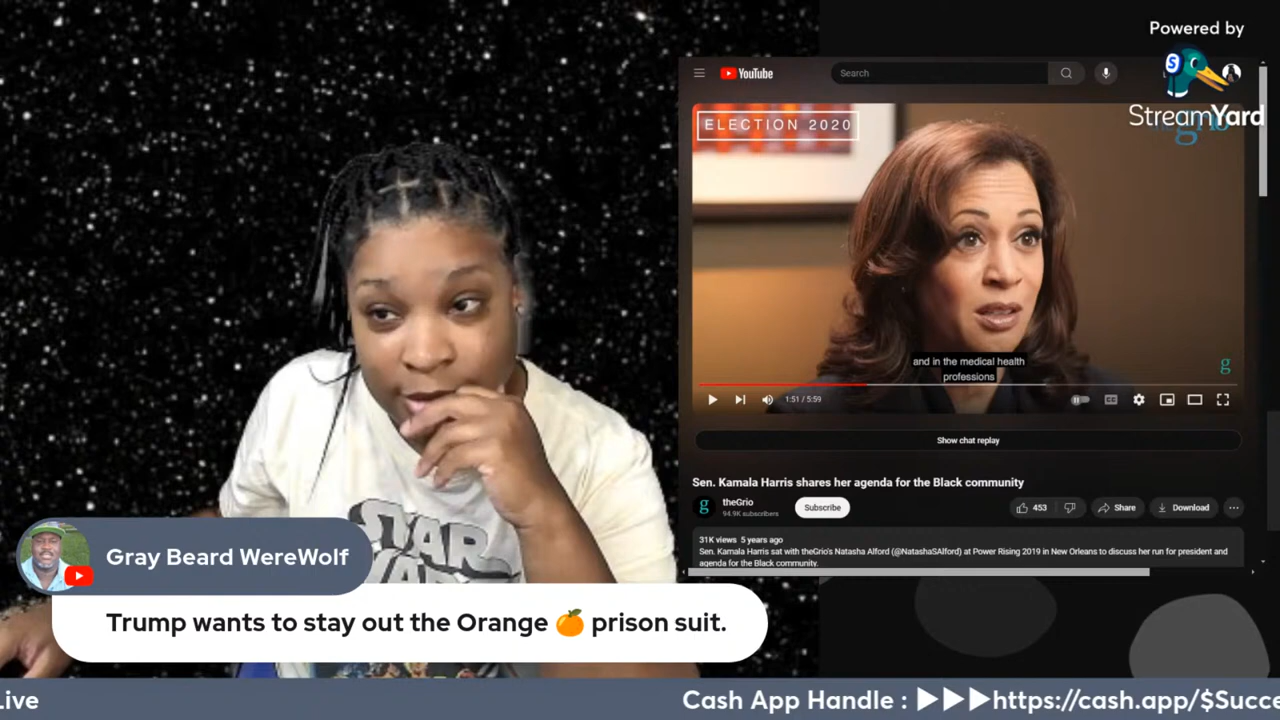 Powered by
StreamYard
YouTube
Search
ELECTION 2020
and in the medical health
professions
g
1:51 / 5:59
Show chat replay
Sen. Kamala Harris shares her agenda for the Black community
g
theGrio
94.9K subscribers
Subscribe
453
Share
Download
31K views 5 years ago
Sen. Kamala Harris sat with theGrio's Natasha Alford (@NatashaSAlford) at Power Rising 2019 in New Orleans to discuss her run for president and
agenda for the Black community.
STAR
WARS
Gray Beard WereWolf
Trump wants to stay out the Orange 🍊 prison suit.
Live
Cash App Handle : ▶▶▶https://cash.app/$Succe